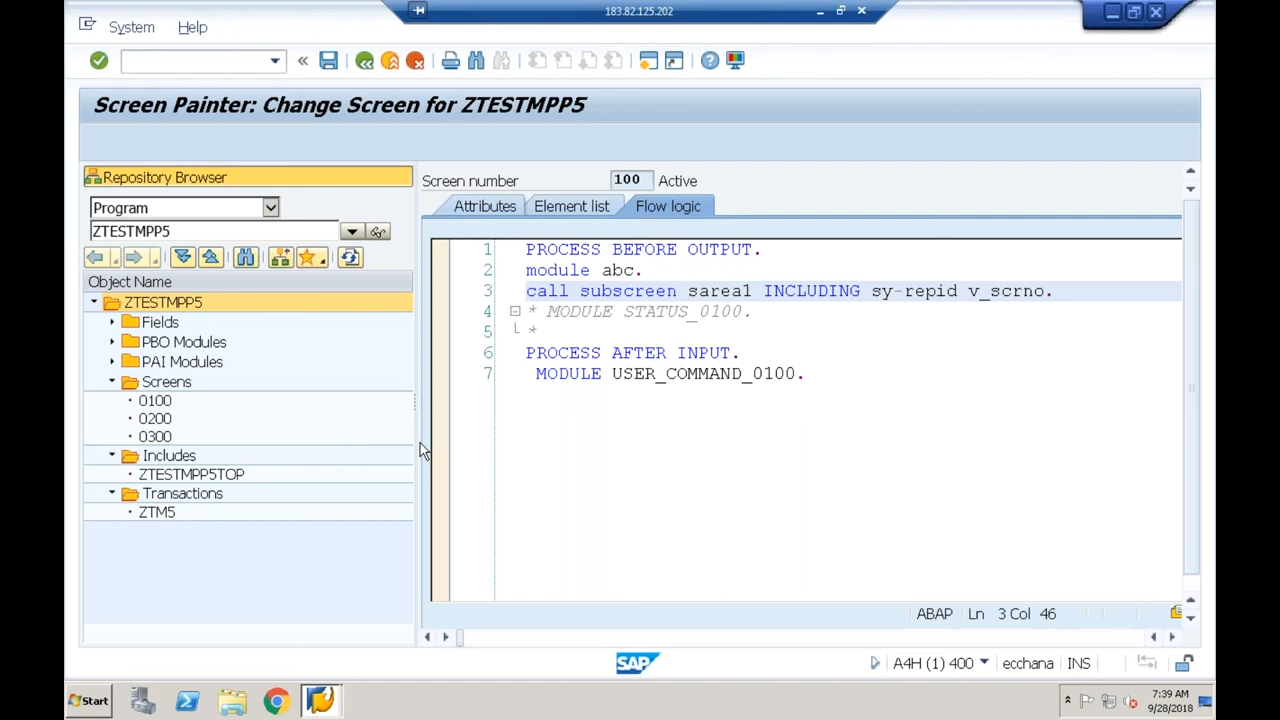 183.82.125.202
System Help
Screen Painter: Change Screen for ZTESTMPP5
Repository Browser
Program
ZTESTMPP5
Object Name
ZTESTMPP5
Fields
PBO Modules
PAI Modules
Screens
0100
0200
0300
Includes
ZTESTMPP5TOP
Transactions
ZTM5
Screen number 100 Active
Attributes Element list Flow logic
1 PROCESS BEFORE OUTPUT.
2 module abc.
3 call subscreen sarea1 INCLUDING sy-repid v_scrno.
4 * MODULE STATUS_0100.
5 *
6 PROCESS AFTER INPUT.
7 MODULE USER_COMMAND_0100.
ABAP Ln 3 Col 46
SAP
A4H (1) 400 ecchana INS
Start
7:39 AM
9/28/2018